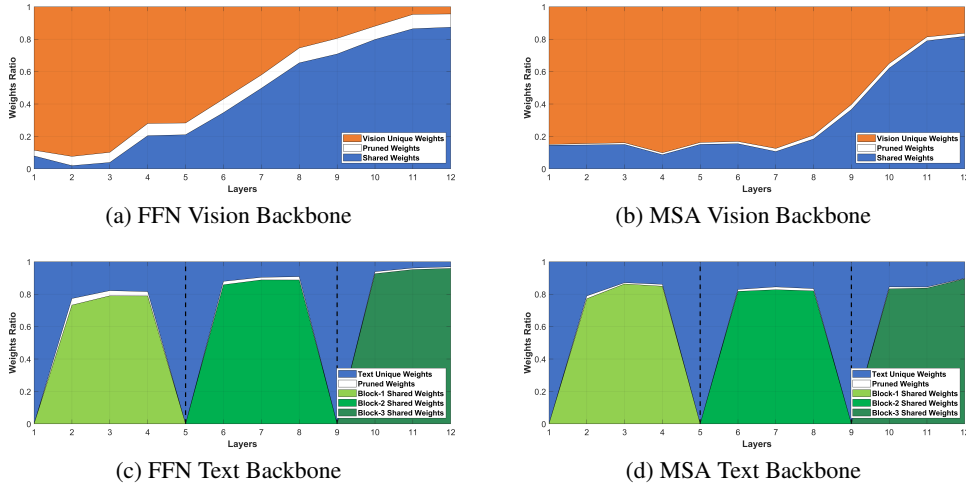 1
0.8
0.6
0.4
0.2
0
Weights Ratio
Vision Unique Weights
Pruned Weights
Shared Weights
1 2 3 4 5 6 7 8 9 10 11 12
Layers
(a) FFN Vision Backbone
1
0.8
0.6
0.4
0.2
0
Weights Ratio
Vision Unique Weights
Pruned Weights
Shared Weights
1 2 3 4 5 6 7 8 9 10 11 12
Layers
(b) MSA Vision Backbone
1
0.8
0.6
0.4
0.2
0
Weights Ratio
Text Unique Weights
Pruned Weights
Block-1 Shared Weights
Block-2 Shared Weights
Block-3 Shared Weights
1 2 3 4 5 6 7 8 9 10 11 12
Layers
(c) FFN Text Backbone
1
0.8
0.6
0.4
0.2
0
Weights Ratio
Text Unique Weights
Pruned Weights
Block-1 Shared Weights
Block-2 Shared Weights
Block-3 Shared Weights
1 2 3 4 5 6 7 8 9 10 11 12
Layers
(d) MSA Text Backbone